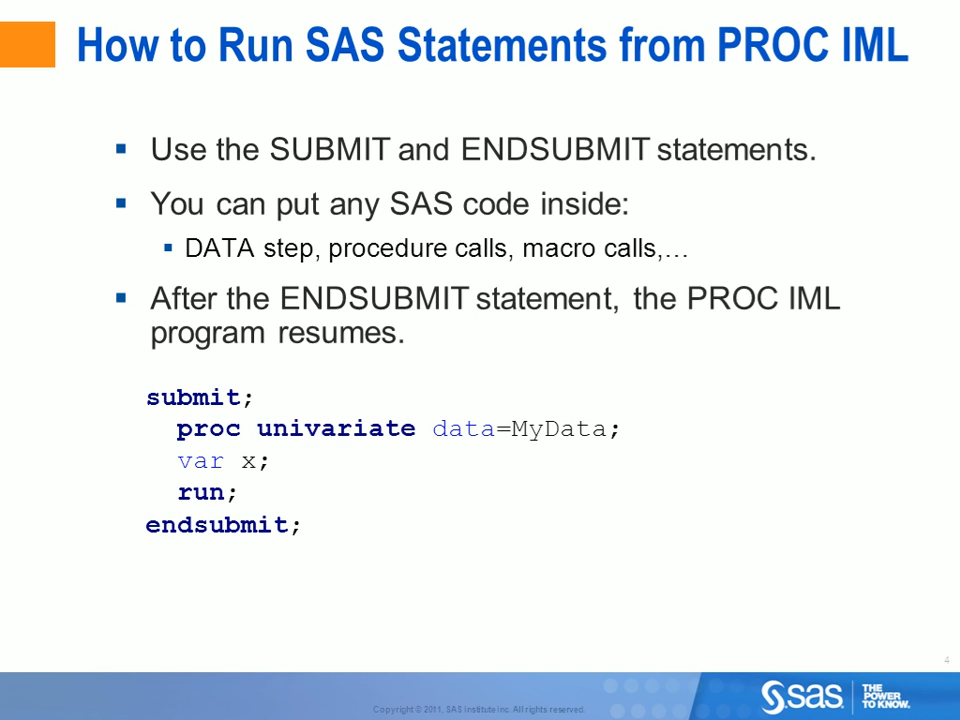 How to Run SAS Statements from PROC IML
Use the SUBMIT and ENDSUBMIT statements.
You can put any SAS code inside:
DATA step, procedure calls, macro calls,…
After the ENDSUBMIT statement, the PROC IML
program resumes.
submit;
proc univariate data=MyData;
var x;
run;
endsubmit;
4
Copyright © 2011, SAS Institute Inc. All rights reserved.
sas.
THE
POWER
TO KNOW.